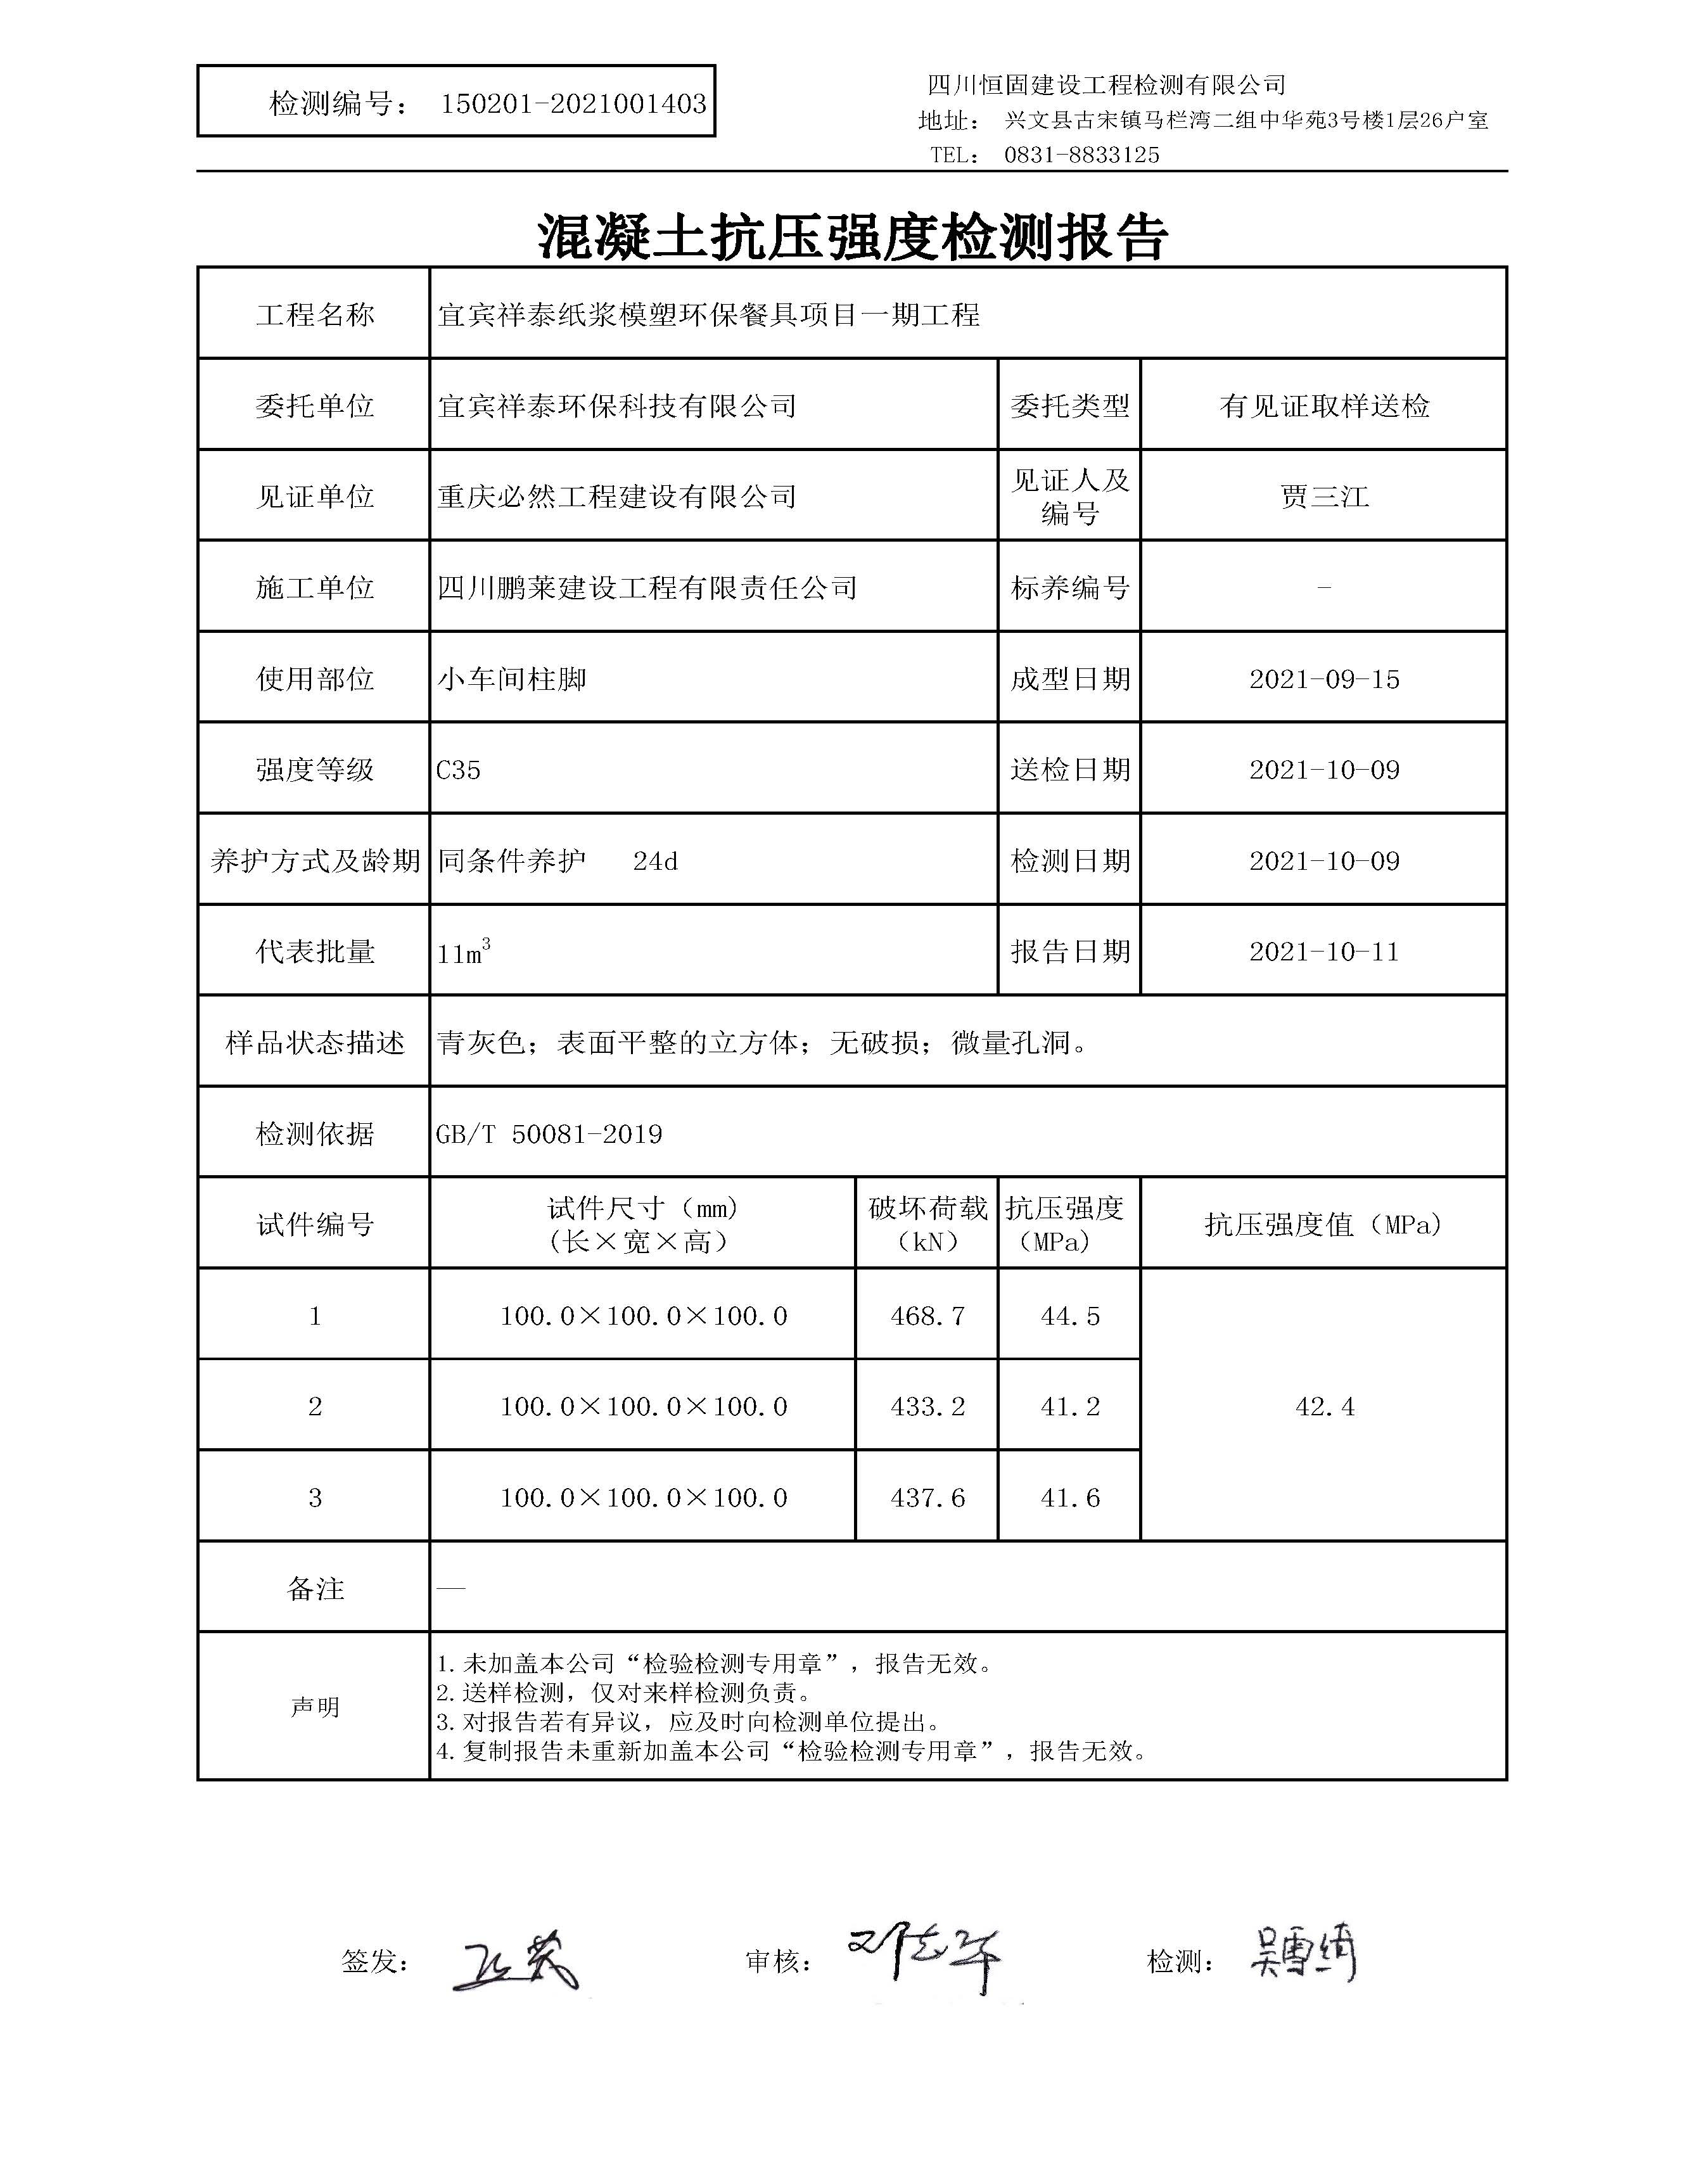 检测编号： 150201-2021001403
四川恒固建设工程检测有限公司
地址： 兴文县古宋镇马栏湾二组中华苑3号楼1层26户室
TEL： 0831-8833125
混凝土抗压强度检测报告
工程名称 宜宾祥泰纸浆模塑环保餐具项目一期工程
委托单位 宜宾祥泰环保科技有限公司 委托类型 有见证取样送检
见证单位 重庆必然工程建设有限公司 见证人及编号 贾三江
施工单位 四川鹏莱建设工程有限责任公司 标养编号 -
使用部位 小车间柱脚 成型日期 2021-09-15
强度等级 C35 送检日期 2021-10-09
养护方式及龄期 同条件养护 24d 检测日期 2021-10-09
代表批量 11m³ 报告日期 2021-10-11
样品状态描述 青灰色；表面平整的立方体；无破损；微量孔洞。
检测依据 GB/T 50081-2019
试件编号 试件尺寸（mm）（长×宽×高） 破坏荷载（kN） 抗压强度（MPa） 抗压强度值（MPa）
1 100.0×100.0×100.0 468.7 44.5
2 100.0×100.0×100.0 433.2 41.2 42.4
3 100.0×100.0×100.0 437.6 41.6
备注 —
声明
1.未加盖本公司“检验检测专用章”，报告无效。
2.送样检测，仅对来样检测负责。
3.对报告若有异议，应及时向检测单位提出。
4.复制报告未重新加盖本公司“检验检测专用章”，报告无效。
签发： 审核： 检测： 吴雪绮